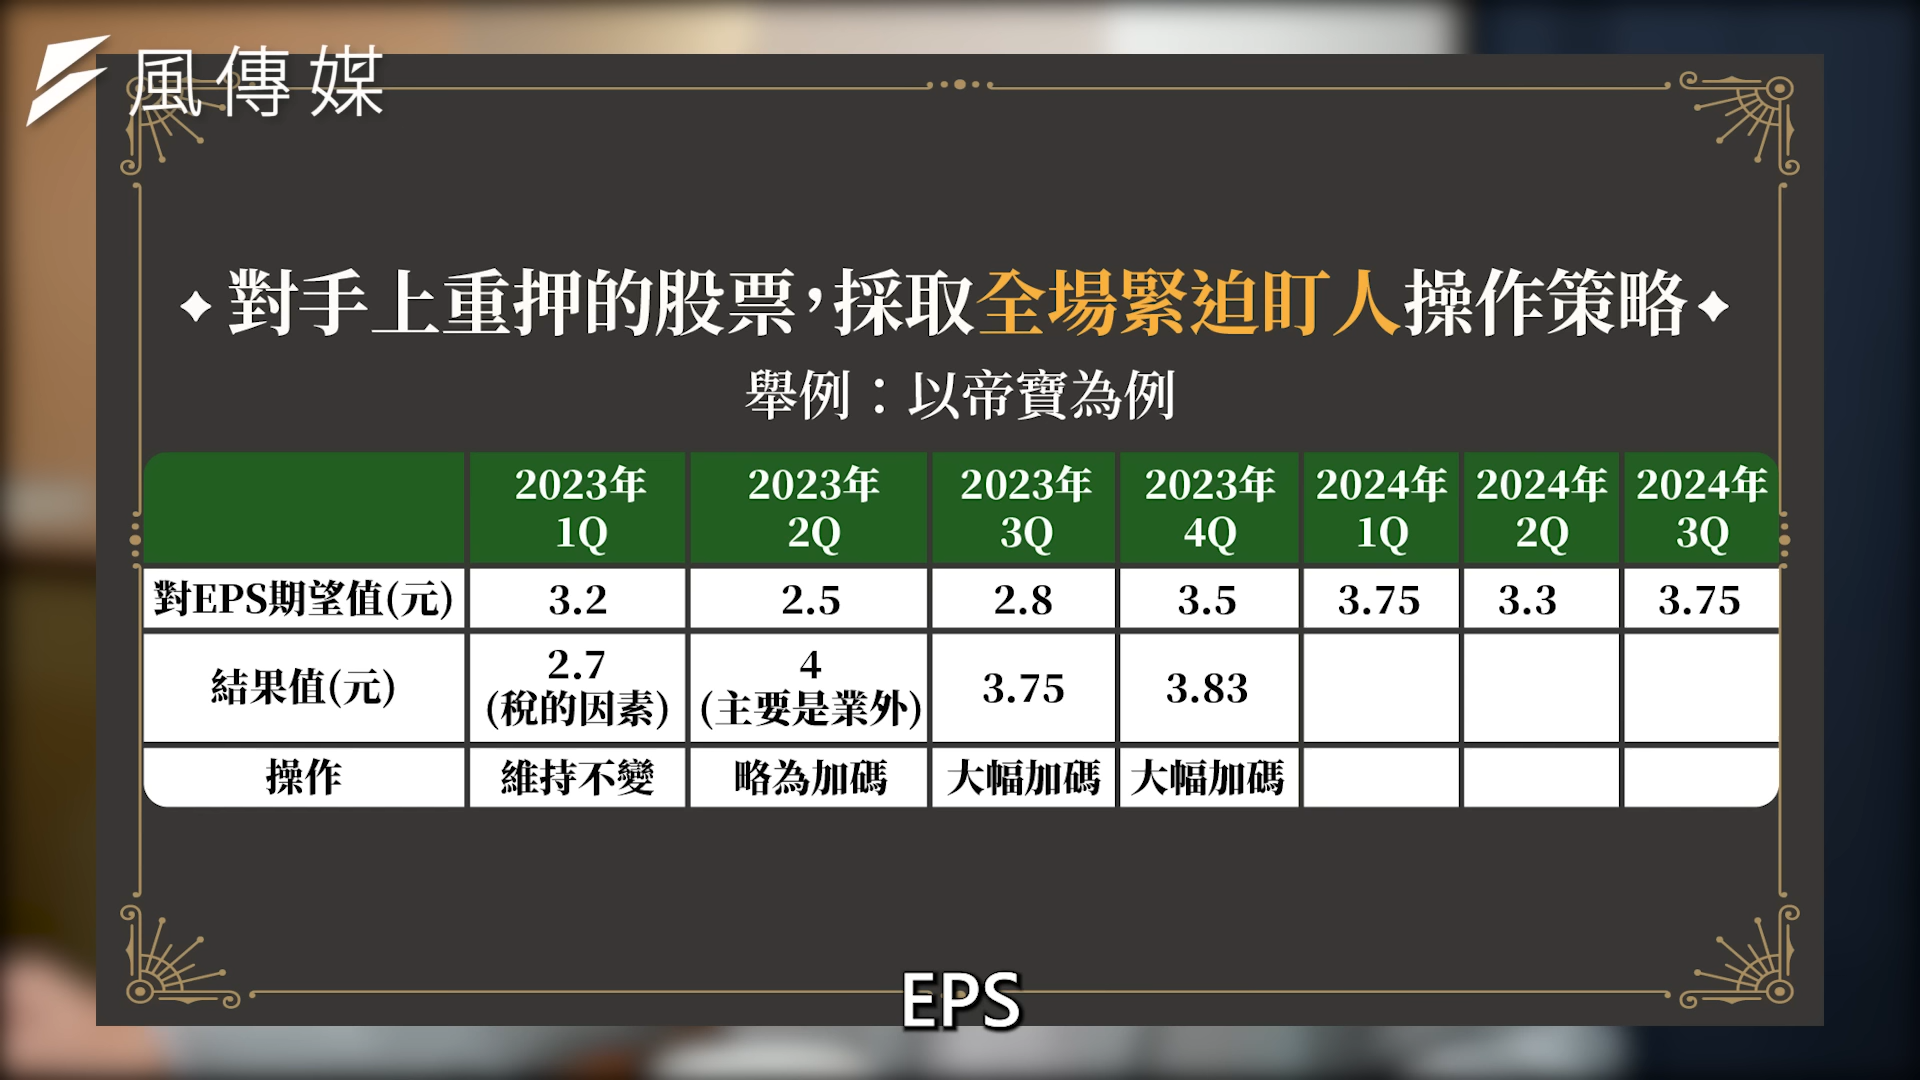 風傳媒
對手上重押的股票，採取全場緊迫盯人操作策略
舉例：以帝寶為例
2023年 1Q 2023年 2Q 2023年 3Q 2023年 4Q 2024年 1Q 2024年 2Q 2024年 3Q
對EPS期望值(元) 3.2 2.5 2.8 3.5 3.75 3.3 3.75
結果值(元) 2.7 (稅的因素) 4 (主要是業外) 3.75 3.83
操作 維持不變 略為加碼 大幅加碼 大幅加碼
EPS